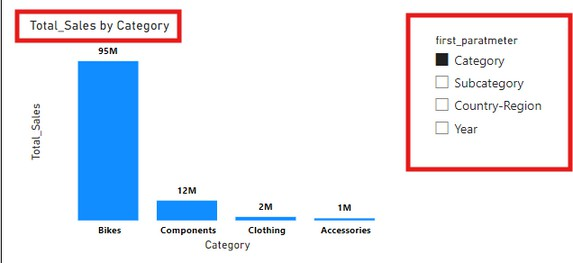 Total_Sales by Category
95M
12M
2M
1M
Total_Sales
Bikes
Components
Clothing
Accessories
Category
first_paratmeter
Category
Subcategory
Country-Region
Year